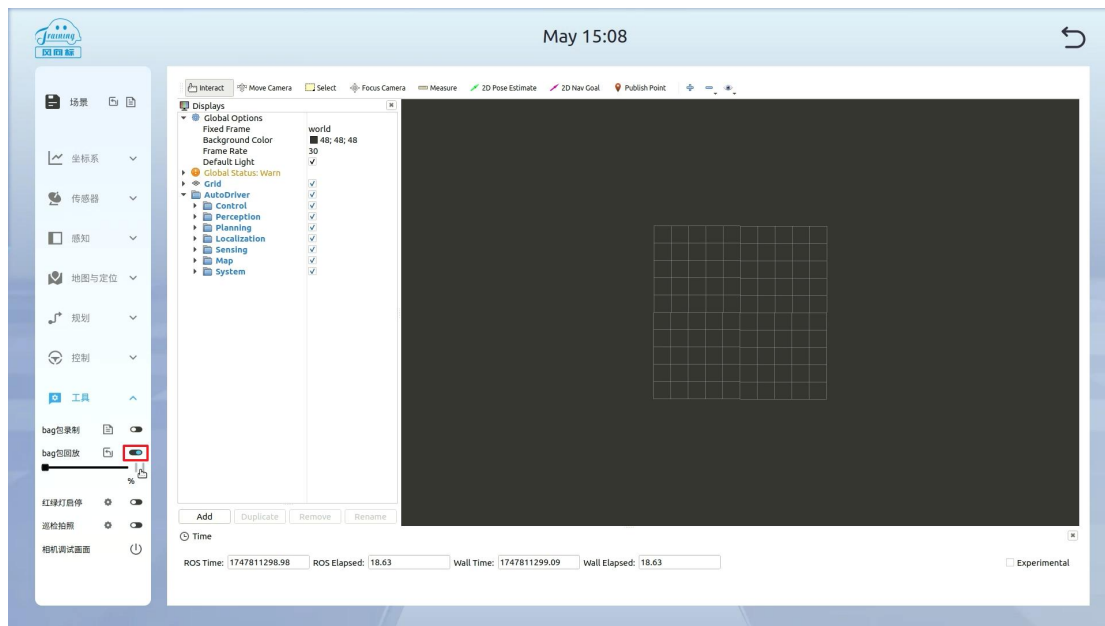 Training
风向标
May 15:08
场景
坐标系
传感器
感知
地图与定位
规划
控制
工具
bag包录制
bag包回放
%
红绿灯启停
巡检拍照
相机调试画面
Interact Move Camera Select Focus Camera Measure 2D Pose Estimate 2D Nav Goal Publish Point
Displays
Global Options
Fixed Frame world
Background Color 48; 48; 48
Frame Rate 30
Default Light
Global Status: Warn
Grid
AutoDriver
Control
Perception
Planning
Localization
Sensing
Map
System
Add Duplicate Remove Rename
Time
ROS Time: 1747811298.98 ROS Elapsed: 18.63 Wall Time: 1747811299.09 Wall Elapsed: 18.63 Experimental